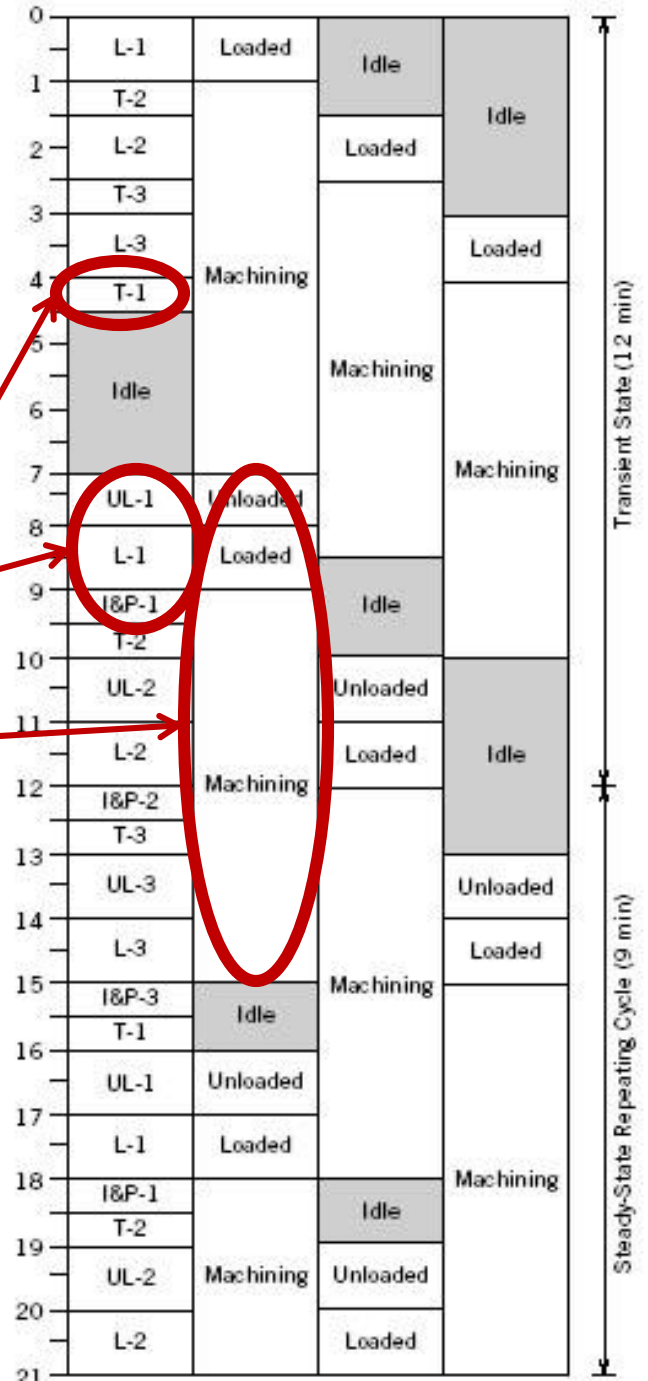 0
L-1 Loaded Idle Idle
1
T-2
2 L-2 Loaded
T-3
3
L-3 Loaded
4
T-1 Machining
5
Machining
6 Idle
7 Machining
UL-1 Unloaded
8
L-1 Loaded
9
I&P-1 Idle
T-2
10
UL-2 Unloaded
11
L-2 Loaded Idle
12 Machining
I&P-2
T-3
13
UL-3 Unloaded
14
L-3 Loaded
15 Machining
I&P-3 Idle
T-1
16
UL-1 Unloaded
17
L-1 Loaded
18 Machining
I&P-1 Idle
T-2
19
UL-2 Machining Unloaded
20
L-2 Loaded
21
Transient State (12 min)
Steady-State Repeating Cycle (9 min)